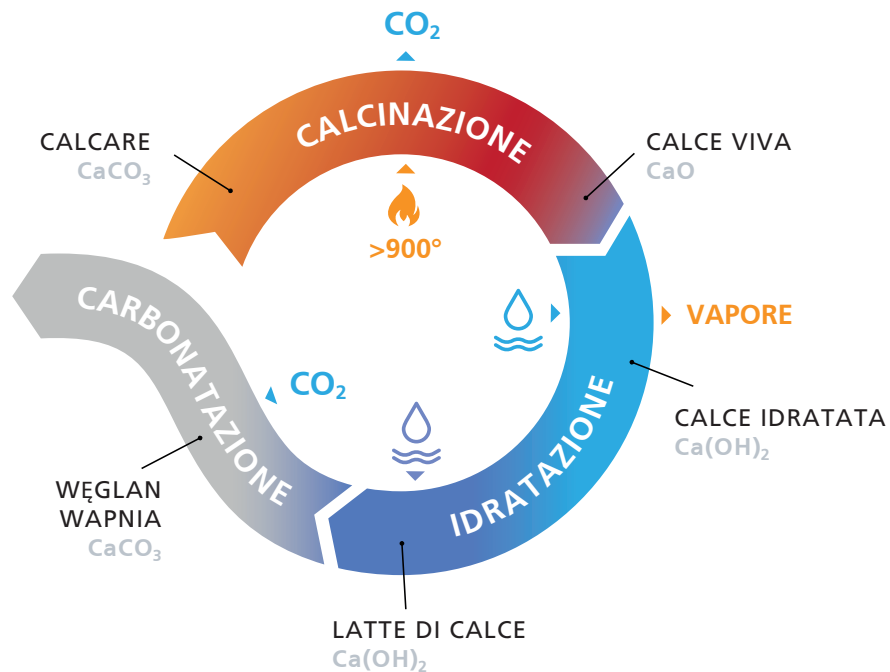 CO₂
CALCINAZIONE
CALCARE
CaCO₃
CALCE VIVA
CaO
>900°
VAPORE
CARBONATAZIONE
CO₂
IDRATAZIONE
CALCE IDRATATA
Ca(OH)₂
WĘGLAN
WAPNIA
CaCO₃
LATTE DI CALCE
Ca(OH)₂